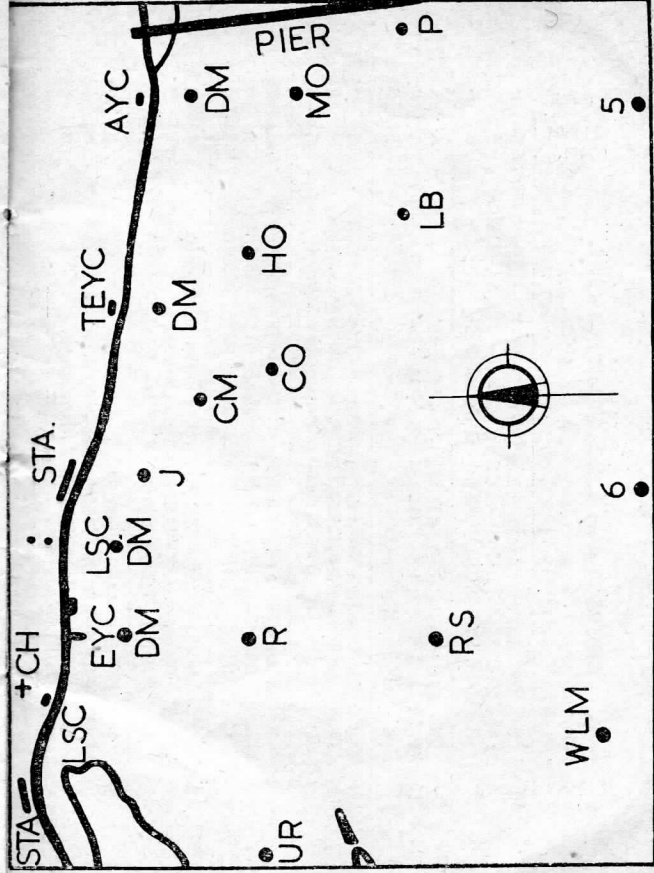 PIER
P
AYC
DM
MO
5
LB
HO
TEYC
DM
CO
CM
STA.
J
LSC
DM
6
+CH
EYC
DM
R
RS
LSC
WLM
STA
UR